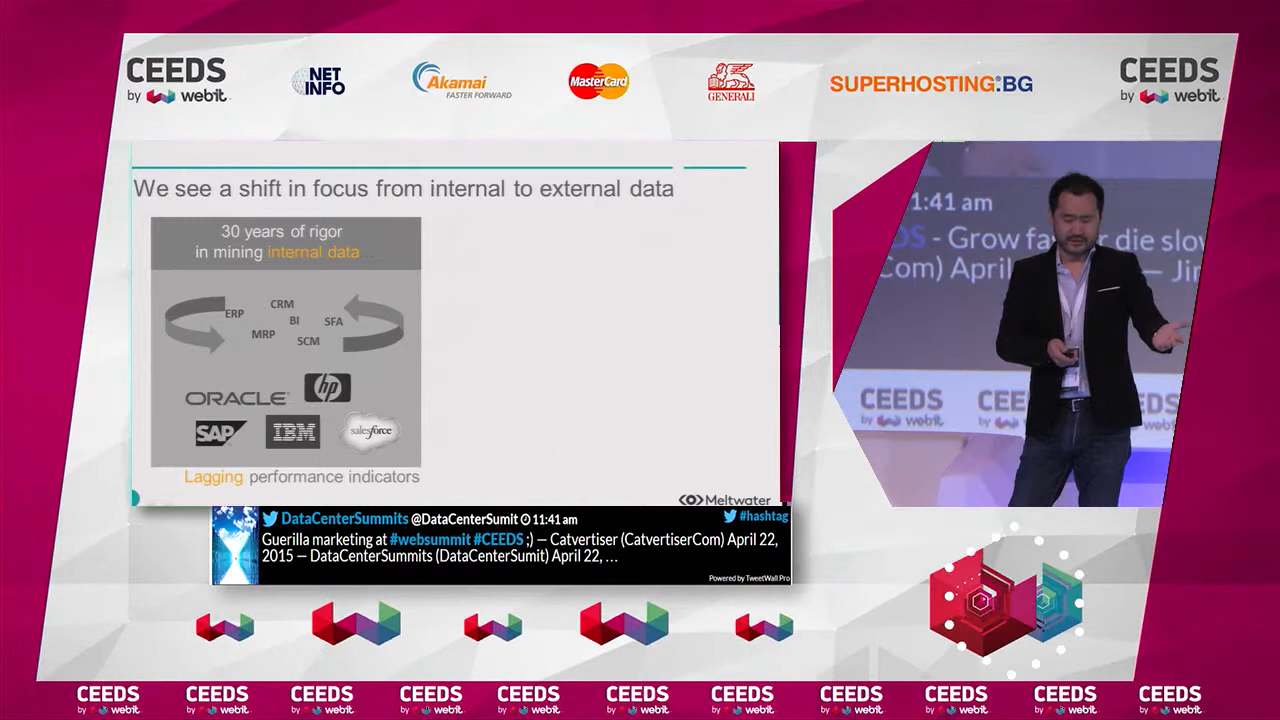 CEEDS
by webit
NET
INFO
Akamai
FASTER FORWARD
MasterCard
GENERALI
SUPERHOSTING.BG
CEEDS
by webit
We see a shift in focus from internal to external data
30 years of rigor
in mining internal data...
ERP
CRM
BI
SFA
MRP
SCM
ORACLE
hp
SAP
IBM
salesforce
Lagging performance indicators
Meltwater
1:41 am
DS - Grow fa r die slow
Com) April — Jir
CEEDS
by webit
CEE
by we
EDS
webit
DataCenterSummits @DataCenterSumit 11:41 am
#hashtag
Guerilla marketing at #websummit #CEEDS ;) — Catvertiser (CatvertiserCom) April 22,
2015 — DataCenterSummits (DataCenterSumit) April 22, …
Powered by TweetWall Pro
CEEDS CEEDS CEEDS CEEDS CEEDS CEEDS CEEDS CEEDS CEEDS CEEDS CEEDS
by webit by webit by webit by webit by webit by webit by webit by webit by webit by webit by webit